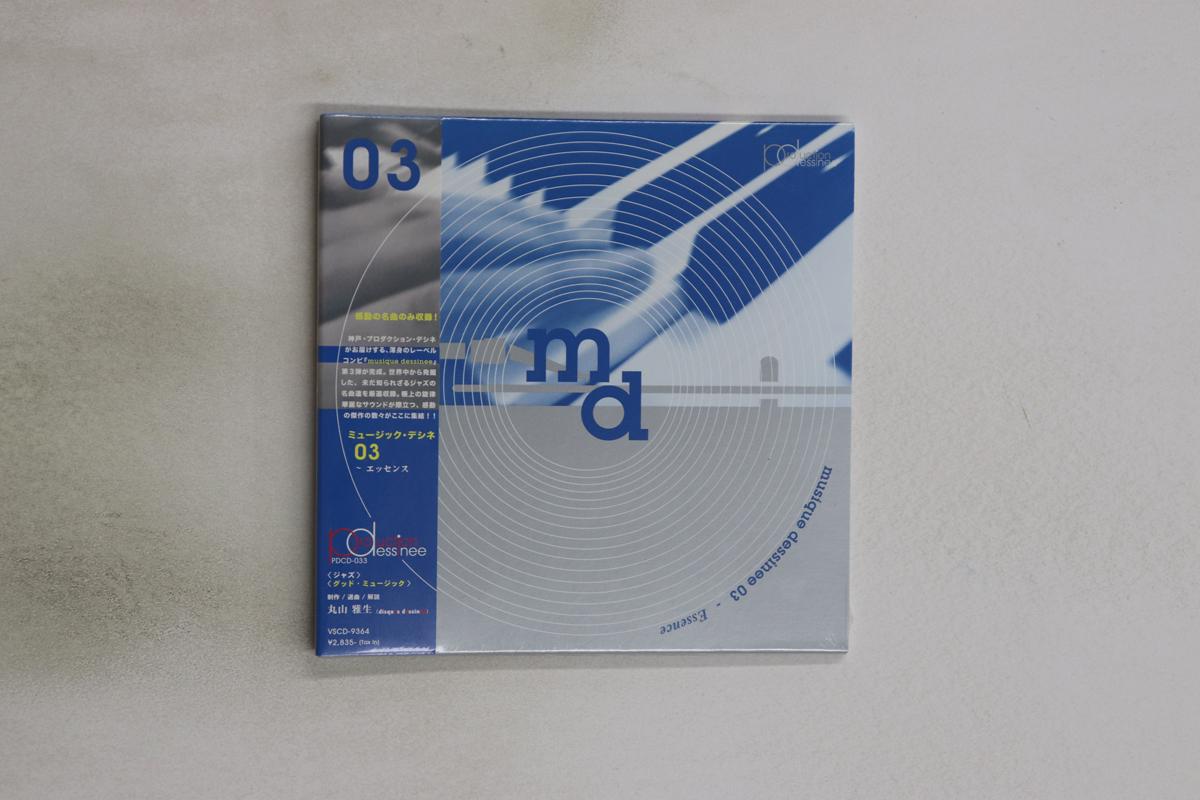 03
感動の名曲のみ収録！
神戸・プロダクション・デシネ
がお届けする、渾身のレーベル
コンピ『musique dessinee』
第3弾が完成。世界中から発掘
した、未だ知られざるジャズの
名曲達を厳選収録。極上の旋律
華麗なサウンドが際立つ、感動
の傑作の数々がここに集結！！
ミュージック・デシネ
03
~ エッセンス
production
dessinee
PDCD-033
〈ジャズ〉
〈グッド・ミュージック〉
制作 / 選曲 / 解説
丸山 雅生 (disques dessinee)
VSCD-9364
¥2,835- (Tax In)
production
dessinee
m
d
musique dessinee 03 - Essence